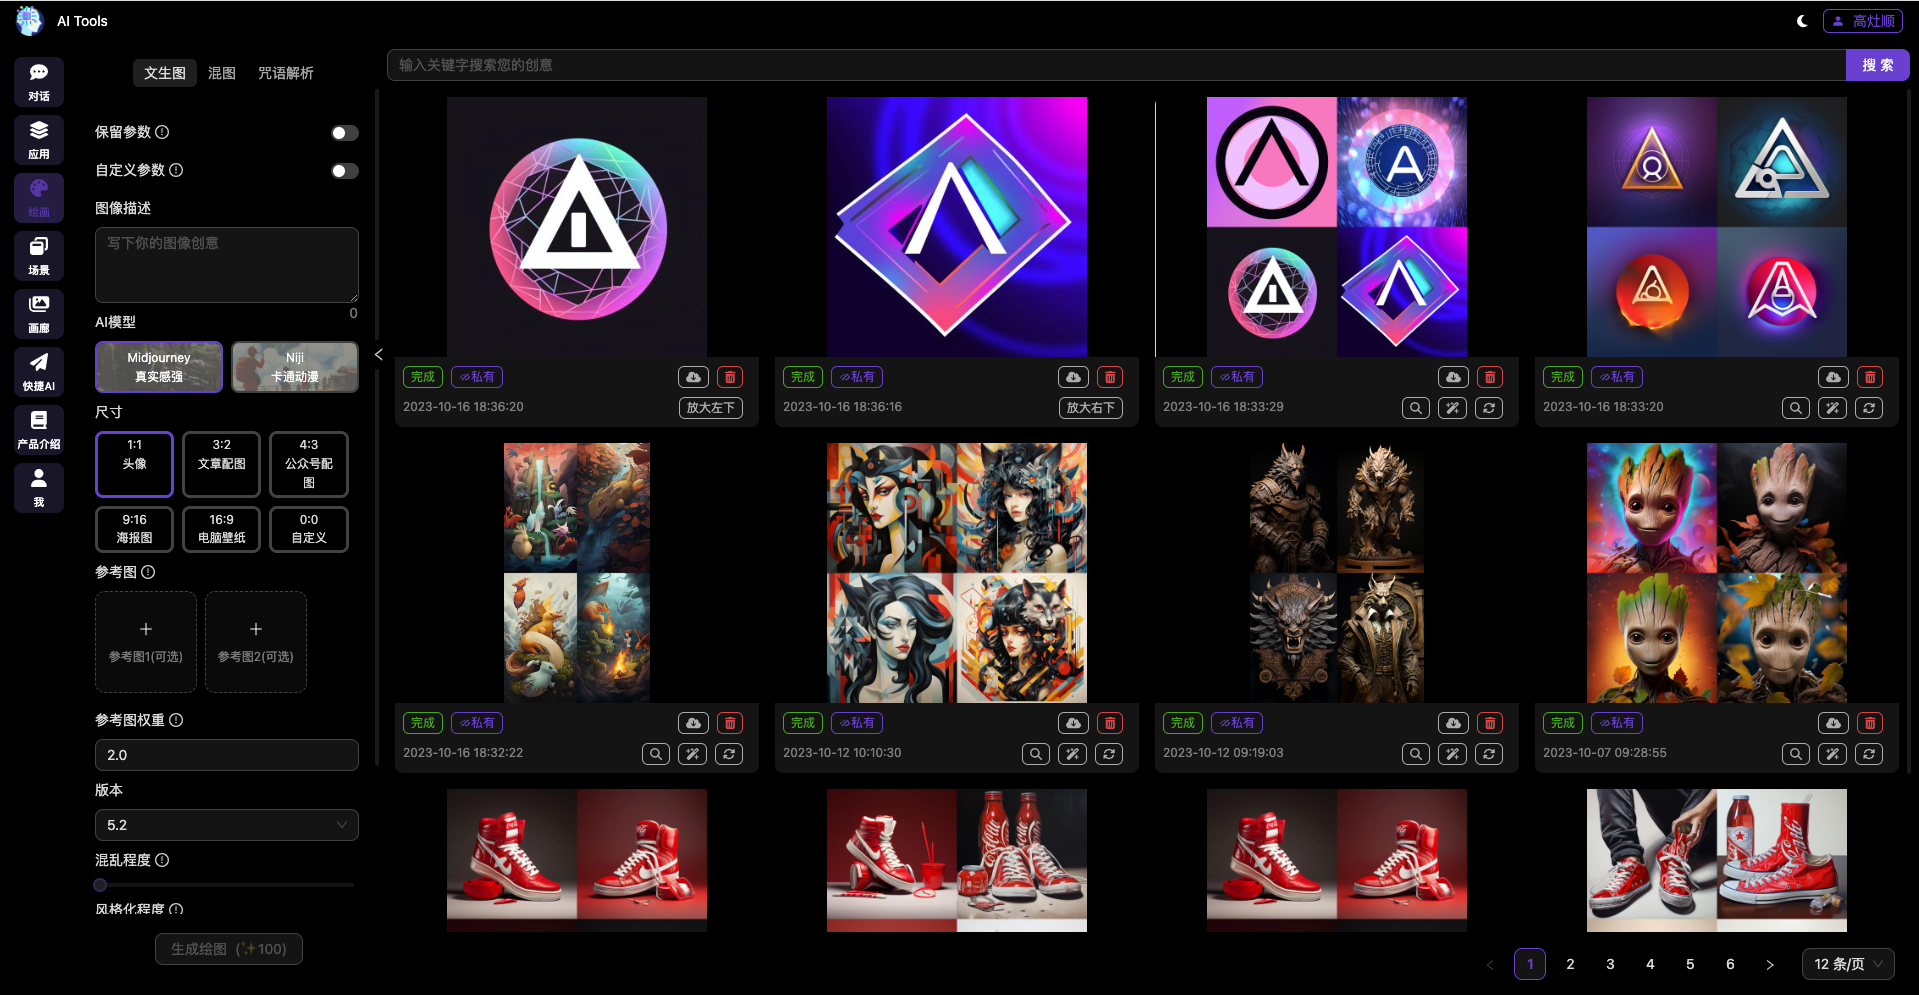 AI Tools
高灶顺
对话
应用
绘画
场景
画廊
快捷AI
产品介绍
我
文生图
混图
咒语解析
保留参数
自定义参数
图像描述
写下你的图像创意
0
AI模型
Midjourney
真实感强
Niji
卡通动漫
尺寸
1:1
头像
3:2
文章配图
4:3
公众号配
图
9:16
海报图
16:9
电脑壁纸
0:0
自定义
参考图
参考图1(可选)
参考图2(可选)
参考图权重
2.0
版本
5.2
混乱程度
风格化程度
生成绘图（✨100）
输入关键字搜索您的创意
搜 索
完成
私有
2023-10-16 18:36:20
放大左下
完成
私有
2023-10-16 18:36:16
放大右下
完成
私有
2023-10-16 18:33:29
完成
私有
2023-10-16 18:33:20
完成
私有
2023-10-16 18:32:22
完成
私有
2023-10-12 10:10:30
完成
私有
2023-10-12 09:19:03
完成
私有
2023-10-07 09:28:55
1
2
3
4
5
6
12 条/页